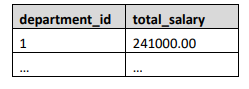 department_id total_salary
1 241000.00
... ...